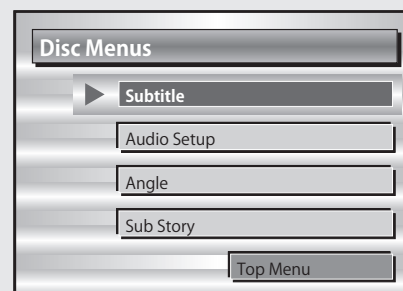 Disc Menus
Subtitle
Audio Setup
Angle
Sub Story
Top Menu